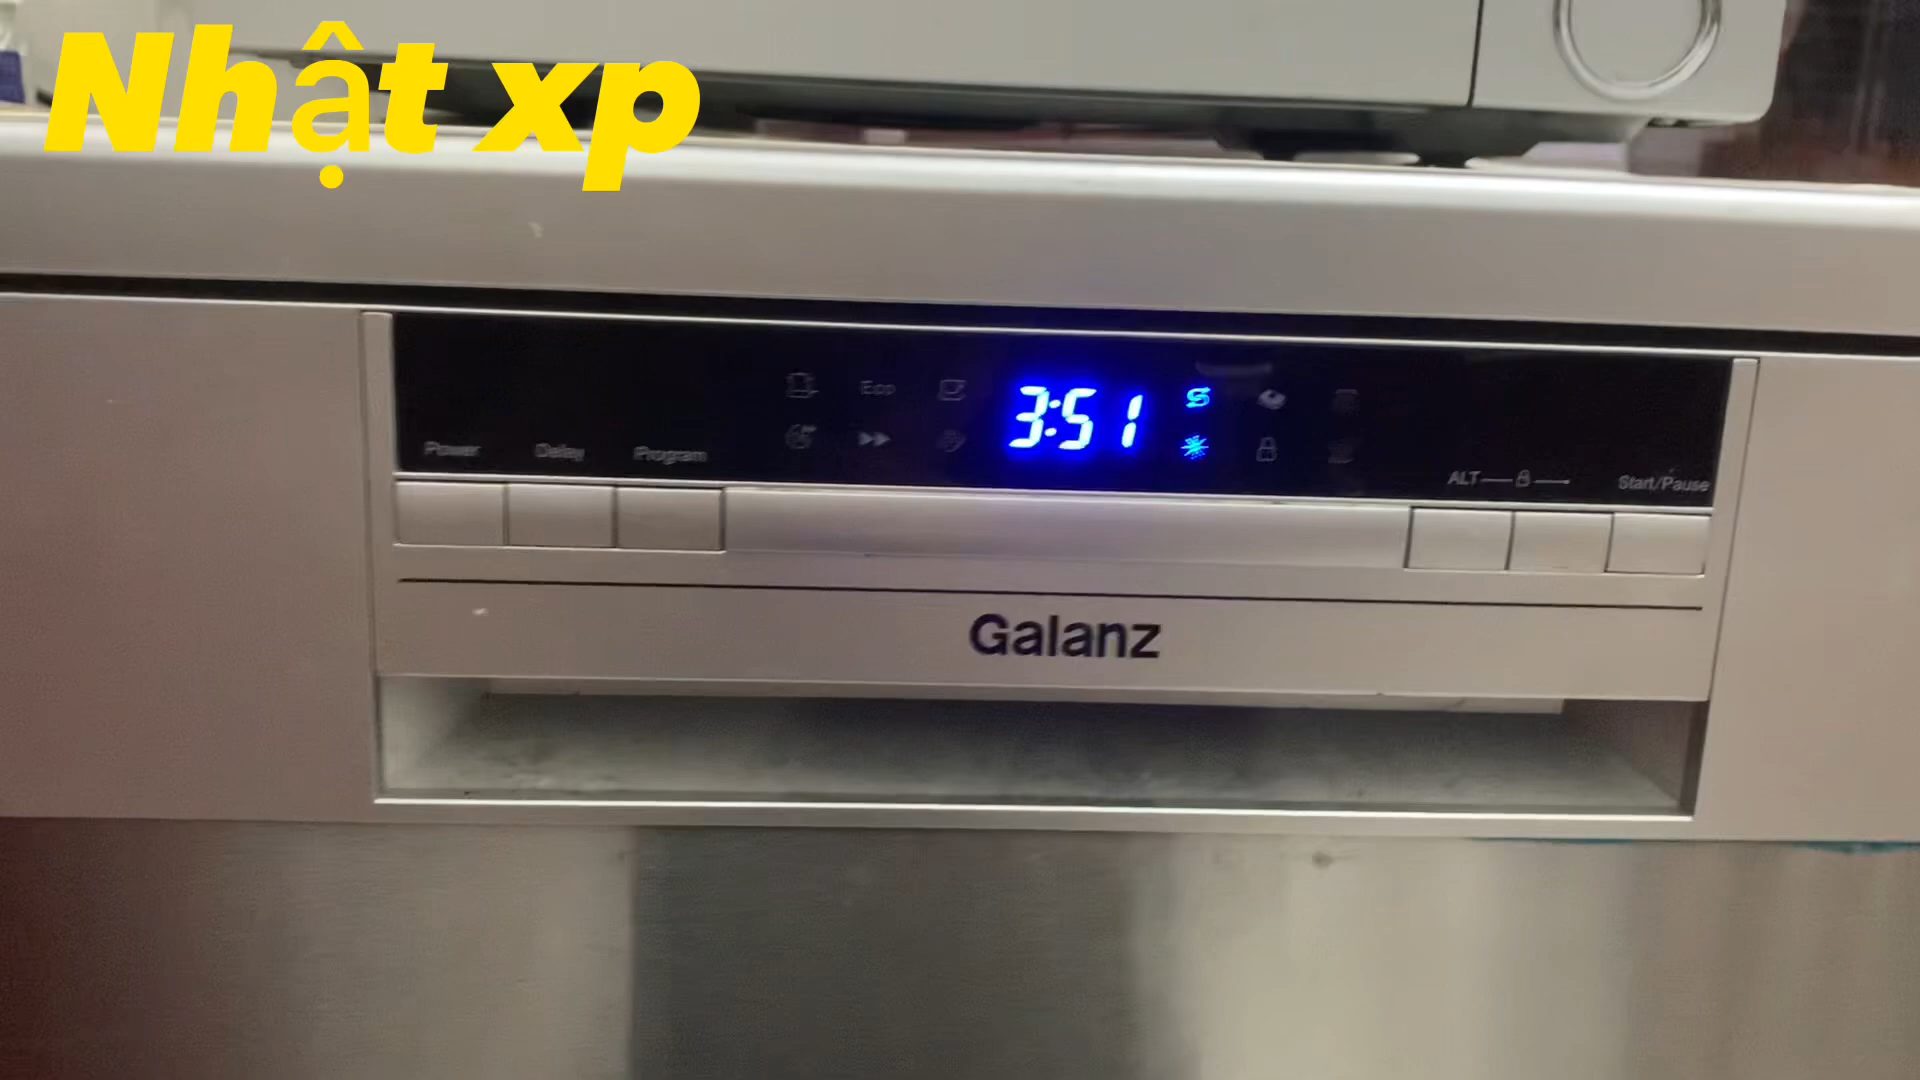 Nhật xp
Eco
3:51
Power
Delay
Program
ALT
Start/Pause
Galanz